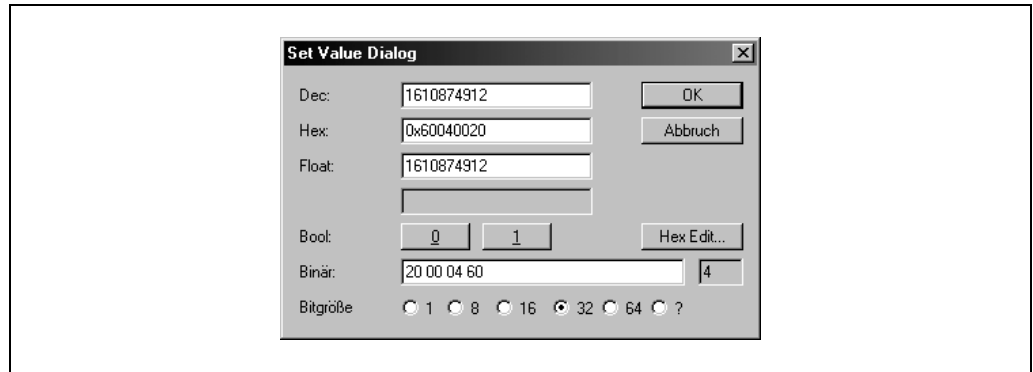 Set Value Dialog
Dec: 1610874912 OK
Hex: 0x60040020 Abbruch
Float: 1610874912
Bool: 0 1 Hex Edit...
Binär: 20 00 04 60 4
Bitgröße 1 8 16 32 64 ?